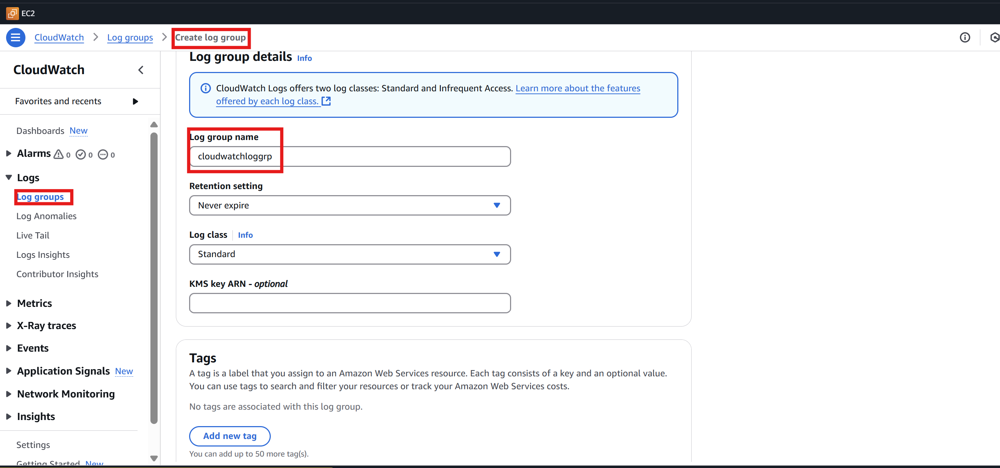 EC2
CloudWatch
Log groups
Create log group
CloudWatch
Favorites and recents
Dashboards New
Alarms 0 0 0
Logs
Log groups
Log Anomalies
Live Tail
Logs Insights
Contributor Insights
Metrics
X-Ray traces
Events
Application Signals New
Network Monitoring
Insights
Settings
Getting Started New
Log group details Info
CloudWatch Logs offers two log classes: Standard and Infrequent Access. Learn more about the features
offered by each log class.
Log group name
cloudwatchloggrp
Retention setting
Never expire
Log class Info
Standard
KMS key ARN - optional
Tags
A tag is a label that you assign to an Amazon Web Services resource. Each tag consists of a key and an optional value.
You can use tags to search and filter your resources or track your Amazon Web Services costs.
No tags are associated with this log group.
Add new tag
You can add up to 50 more tag(s).